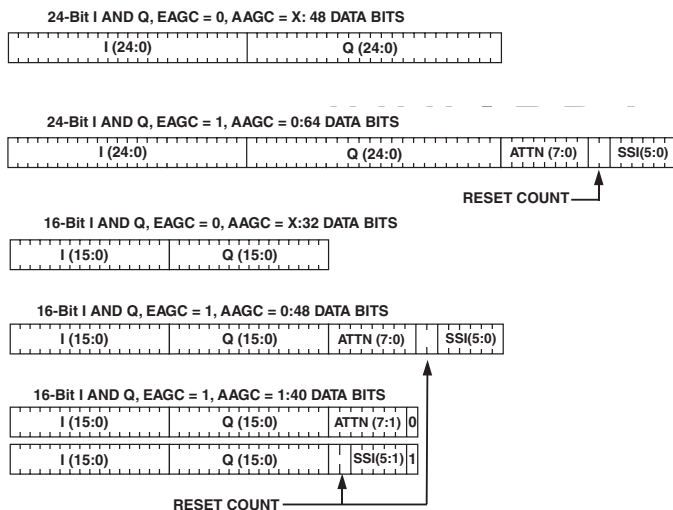 24-Bit I AND Q, EAGC = 0, AAGC = X: 48 DATA BITS
I (24:0) Q (24:0)
24-Bit I AND Q, EAGC = 1, AAGC = 0:64 DATA BITS
I (24:0) Q (24:0) ATTN (7:0) SSI(5:0)
RESET COUNT
16-Bit I AND Q, EAGC = 0, AAGC = X:32 DATA BITS
I (15:0) Q (15:0)
16-Bit I AND Q, EAGC = 1, AAGC = 0:48 DATA BITS
I (15:0) Q (15:0) ATTN (7:0) SSI(5:0)
16-Bit I AND Q, EAGC = 1, AAGC = 1:40 DATA BITS
I (15:0) Q (15:0) ATTN (7:1) 0
I (15:0) Q (15:0) SSI(5:1) 1
RESET COUNT